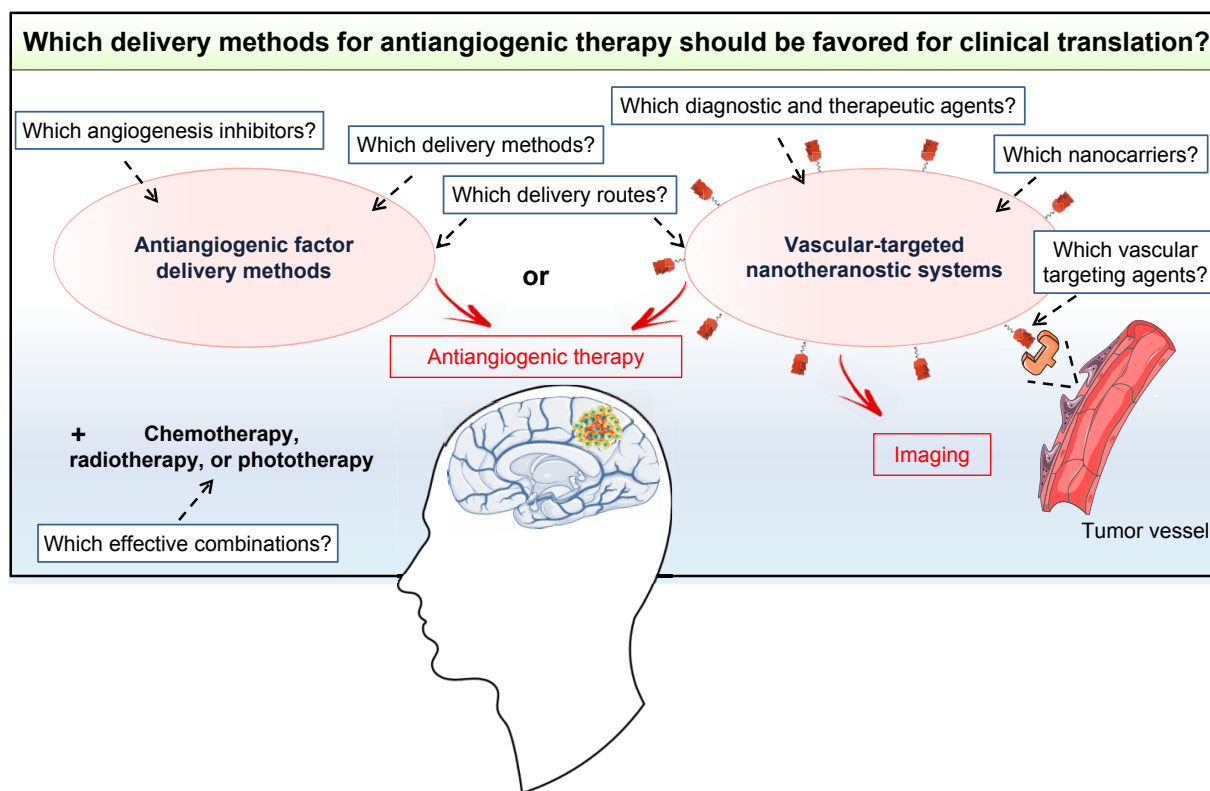 Which delivery methods for antiangiogenic therapy should be favored for clinical translation?
Which diagnostic and therapeutic agents?
Which angiogenesis inhibitors?
Which delivery methods?
Which nanocarriers?
Which delivery routes?
Antiangiogenic factor
delivery methods
or
Vascular-targeted
nanotheranostic systems
Which vascular
targeting agents?
Antiangiogenic therapy
+ Chemotherapy,
radiotherapy, or phototherapy
Imaging
Which effective combinations?
Tumor vessel